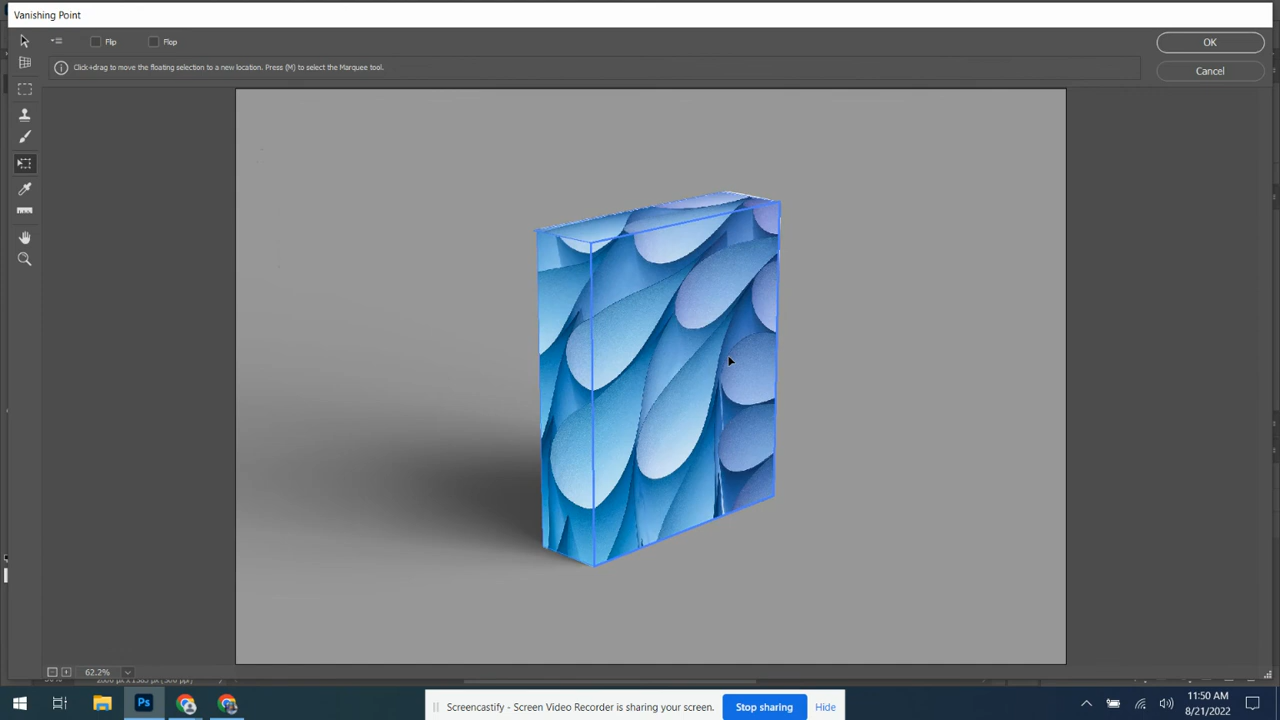 Vanishing Point
Flip
Flop
OK
Click+drag to move the floating selection to a new location. Press (M) to select the Marquee tool.
Cancel
62.2%
Ps
Screencastify - Screen Video Recorder is sharing your screen.
Stop sharing
Hide
11:50 AM
8/21/2022